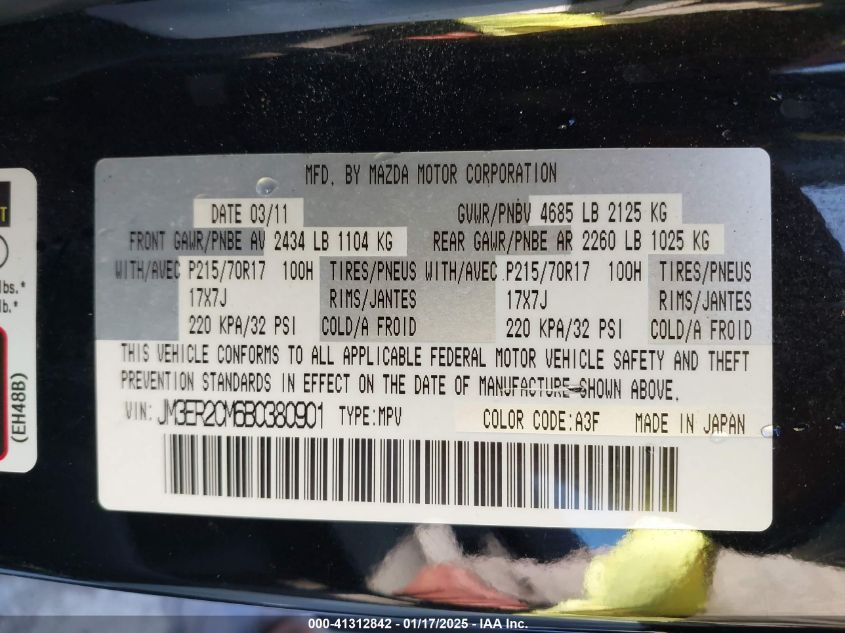 MFD. BY MAZDA MOTOR CORPORATION
DATE 03/11 GVWR/PNBV 4685 LB 2125 KG
FRONT GAWR/PNBE AV 2434 LB 1104 KG REAR GAWR/PNBE AR 2260 LB 1025 KG
WITH/AVEC P215/70R17 100H TIRES/PNEUS WITH/AVEC P215/70R17 100H TIRES/PNEUS
17X7J RIMS/JANTES 17X7J RIMS/JANTES
220 KPA/32 PSI COLD/A FROID 220 KPA/32 PSI COLD/A FROID
THIS VEHICLE CONFORMS TO ALL APPLICABLE FEDERAL MOTOR VEHICLE SAFETY AND THEFT
PREVENTION STANDARDS IN EFFECT ON THE DATE OF MANUFACTURE SHOWN ABOVE.
VIN: JM3ER2CM6B0380901 TYPE:MPV COLOR CODE:A3F MADE IN JAPAN
lbs.*
lb.*
(EH48B)
000-41312842 - 01/17/2025 - IAA Inc.